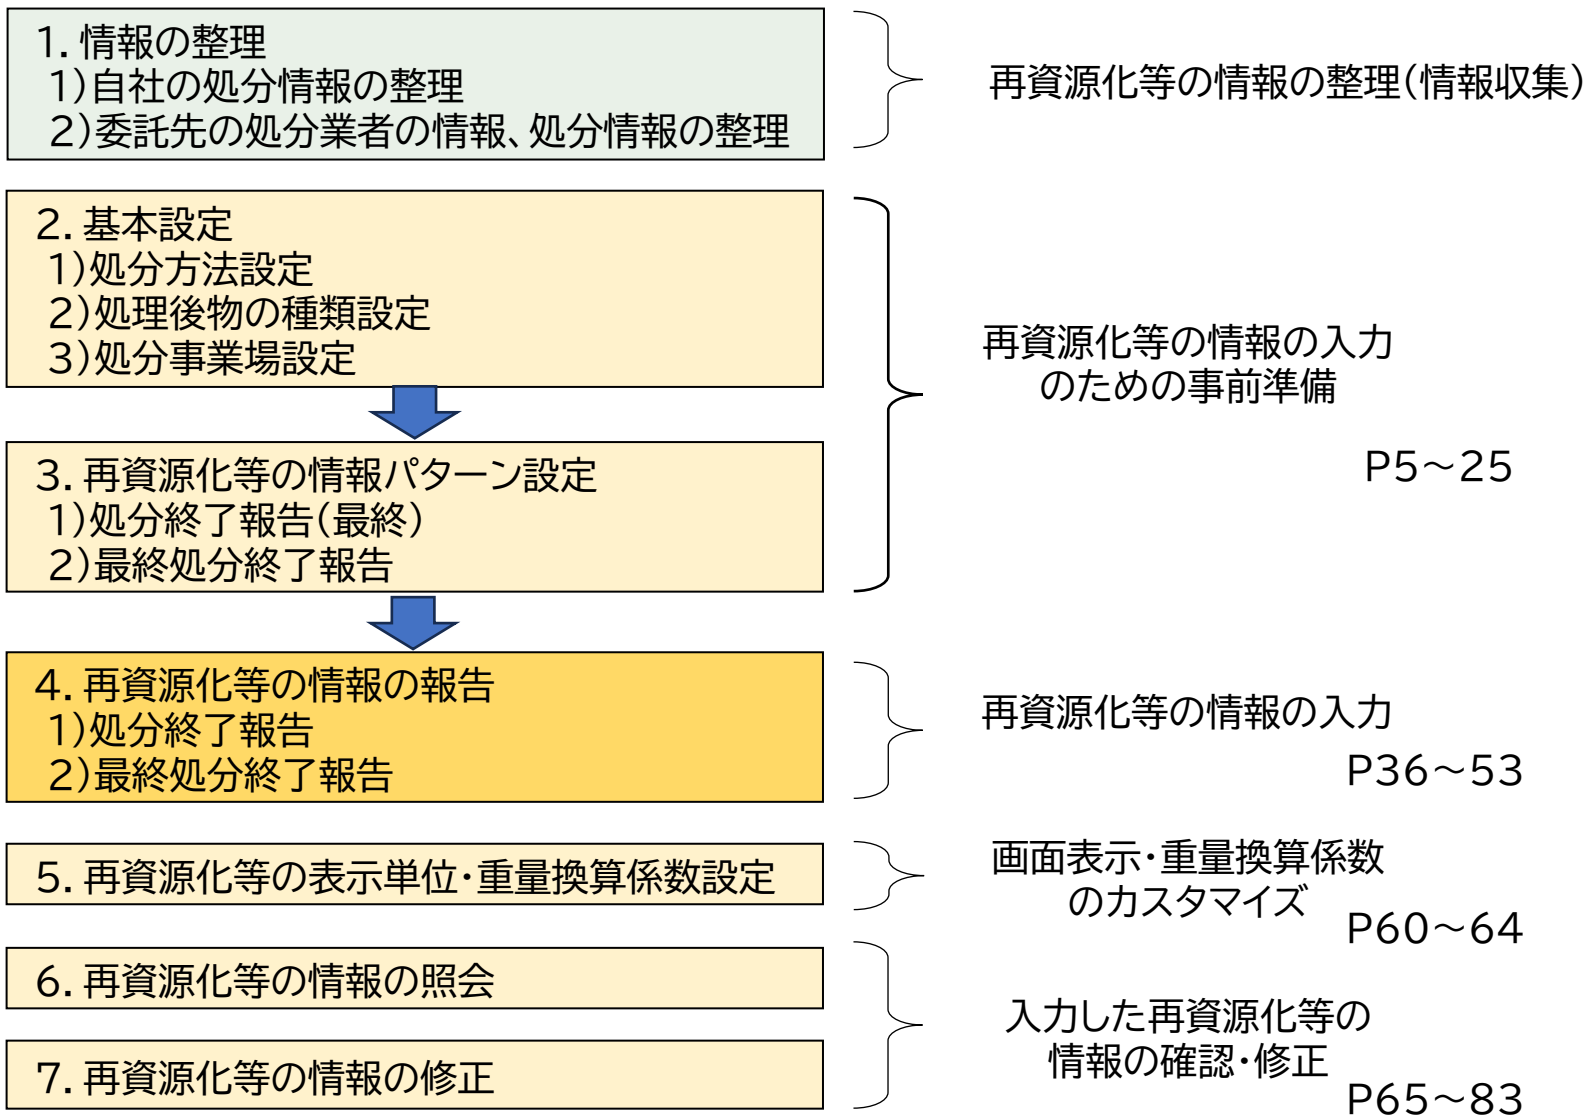 1．情報の整理
1）自社の処分情報の整理
2）委託先の処分業者の情報、処分情報の整理
再資源化等の情報の整理（情報収集）
2．基本設定
1）処分方法設定
2）処理後物の種類設定
3）処分事業場設定
3．再資源化等の情報パターン設定
1）処分終了報告（最終）
2）最終処分終了報告
再資源化等の情報の入力
のための事前準備
P5～25
4．再資源化等の情報の報告
1）処分終了報告
2）最終処分終了報告
再資源化等の情報の入力
P36～53
5．再資源化等の表示単位・重量換算係数設定
画面表示・重量換算係数
のカスタマイズ
P60～64
6．再資源化等の情報の照会
7．再資源化等の情報の修正
入力した再資源化等の
情報の確認・修正
P65～83